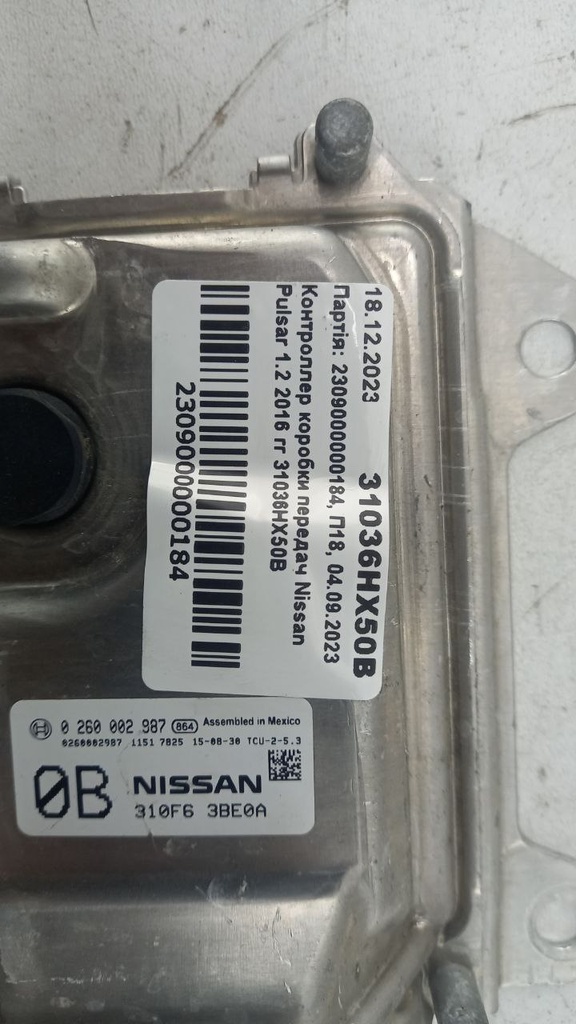 18.12.2023 31036HX50B
Партія: 2309000000184, П18, 04.09.2023
Контроллер коробки передач Nissan
Pulsar 1.2 2016 гг 31036HX50B
2309000000184
0 260 002 987 864 Assembled in Mexico
0260002987 1151 7825 15-08-30 TCU-2-5.3
0B NISSAN
310F6 3BE0A